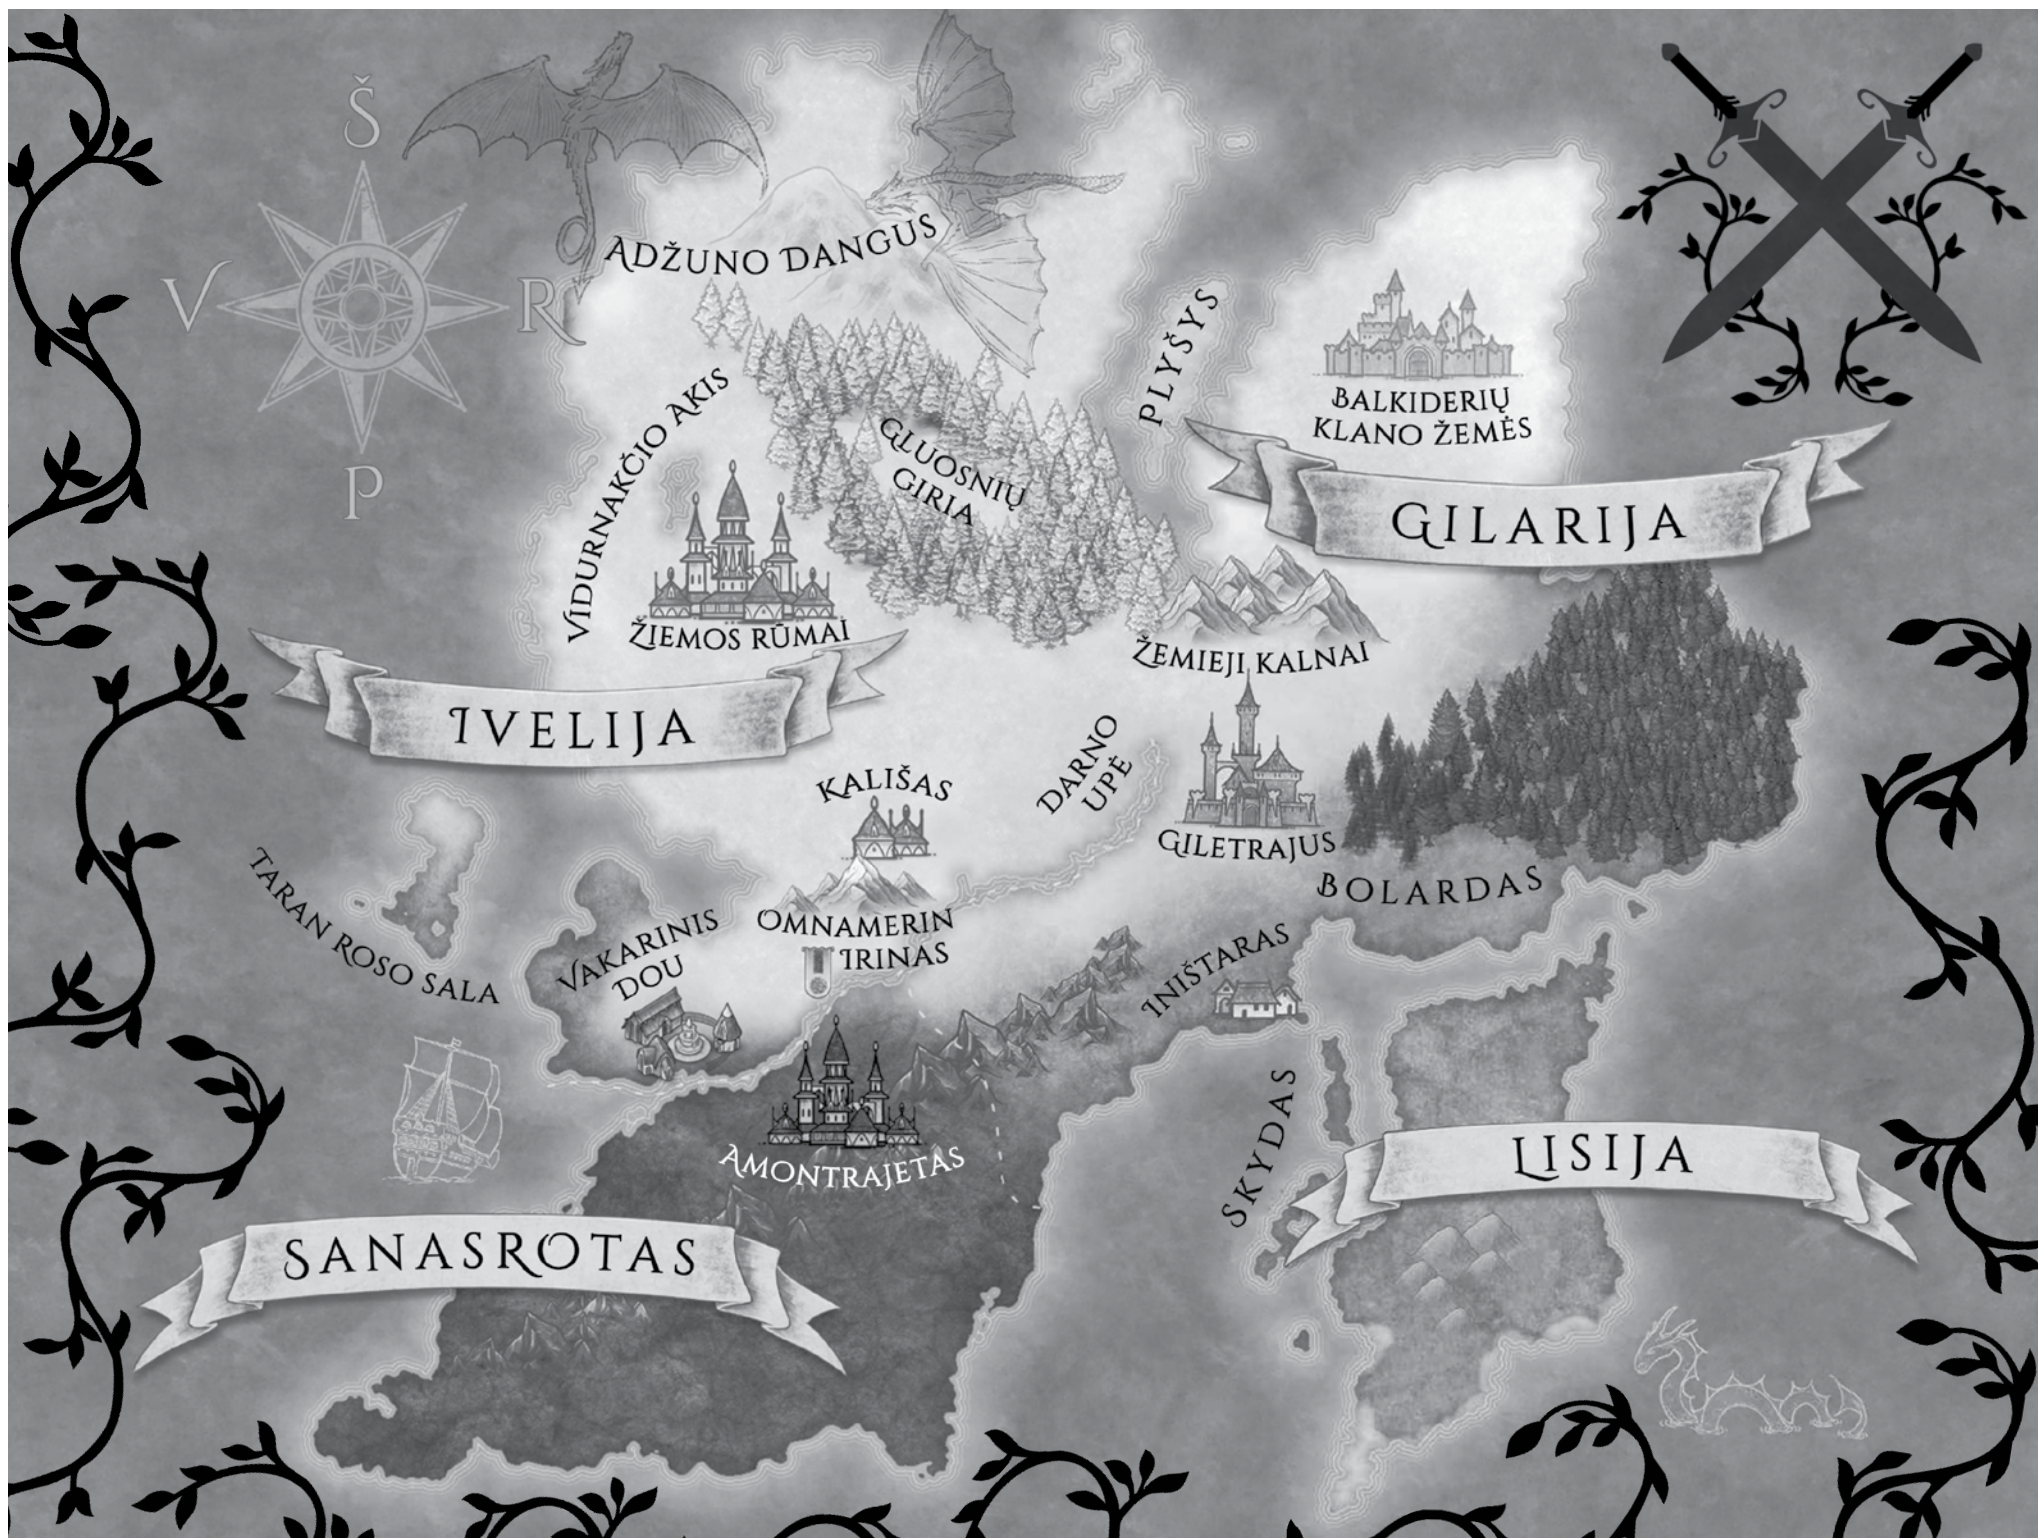 Š
V
R
P
ADŽUNO DANGUS
PLYŠYS
BALKIDERIŲ
KLANO ŽEMĖS
VIDURNAKČIO AKIS
GLUOSNIŲ
GIRIA
GILARIJA
ŽIEMOS RŪMAI
ŽEMIEJI KALNAI
IVELIJA
DARNO
UPĖ
KALIŠAS
GILETRAJUS
BOLARDAS
TARAN ROSO SALA
VAKARINIS
DOU
OMNAMERIN
IRINAS
INIŠTARAS
SKYDAS
AMONTRAJETAS
LISIJA
SANASROTAS